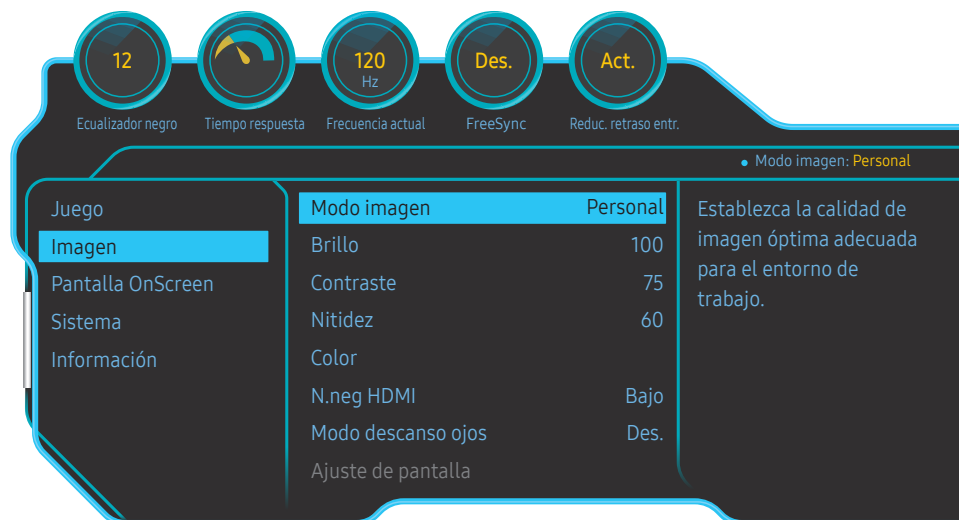 12
120
Hz
Des.
Act.
Ecualizador negro
Tiempo respuesta
Frecuencia actual
FreeSync
Reduc. retraso entr.
● Modo imagen: Personal
Juego
Imagen
Pantalla OnScreen
Sistema
Información
Modo imagen Personal
Brillo 100
Contraste 75
Nitidez 60
Color
N.neg HDMI Bajo
Modo descanso ojos Des.
Ajuste de pantalla
Establezca la calidad de
imagen óptima adecuada
para el entorno de
trabajo.